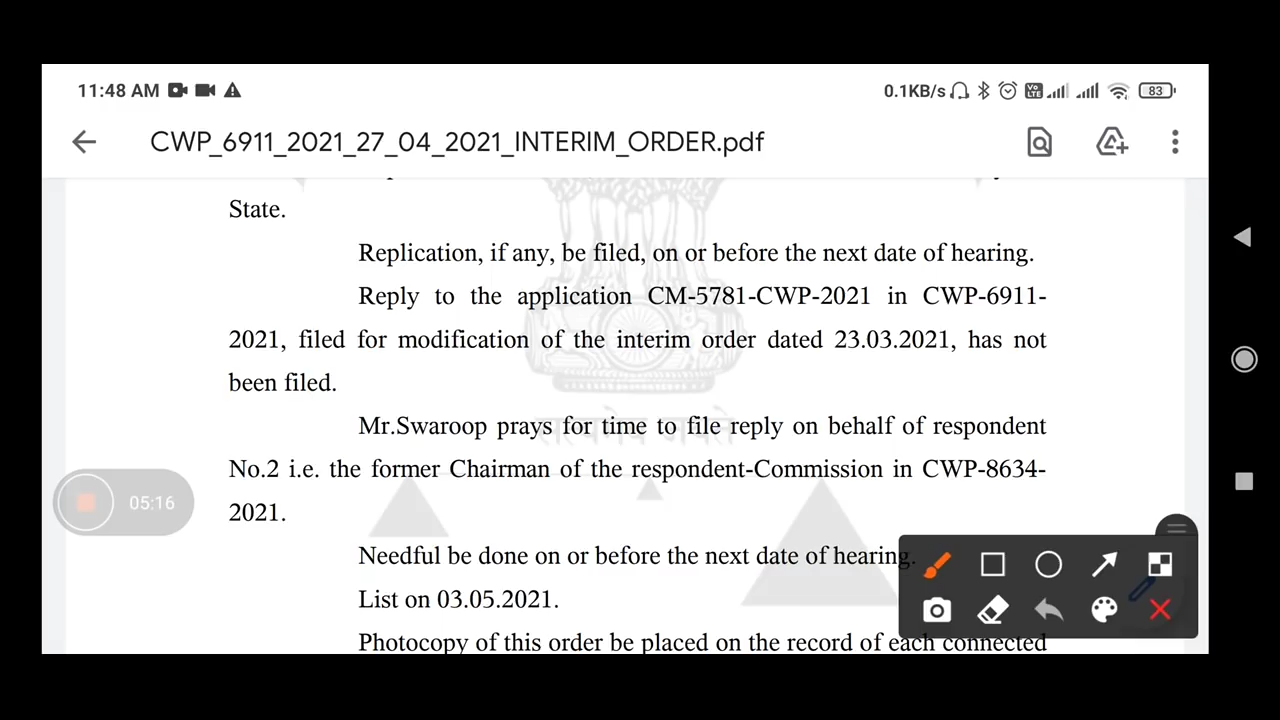 11:48 AM 0.1KB/s Vo LTE 83
CWP_6911_2021_27_04_2021_INTERIM_ORDER.pdf
State.
Replication, if any, be filed, on or before the next date of hearing.
Reply to the application CM-5781-CWP-2021 in CWP-6911-
2021, filed for modification of the interim order dated 23.03.2021, has not
been filed.
सत्यमेव जयते
Mr.Swaroop prays for time to file reply on behalf of respondent
No.2 i.e. the former Chairman of the respondent-Commission in CWP-8634-
05:16
2021.
Needful be done on or before the next date of hearing.
List on 03.05.2021.
Photocopy of this order be placed on the record of each connected